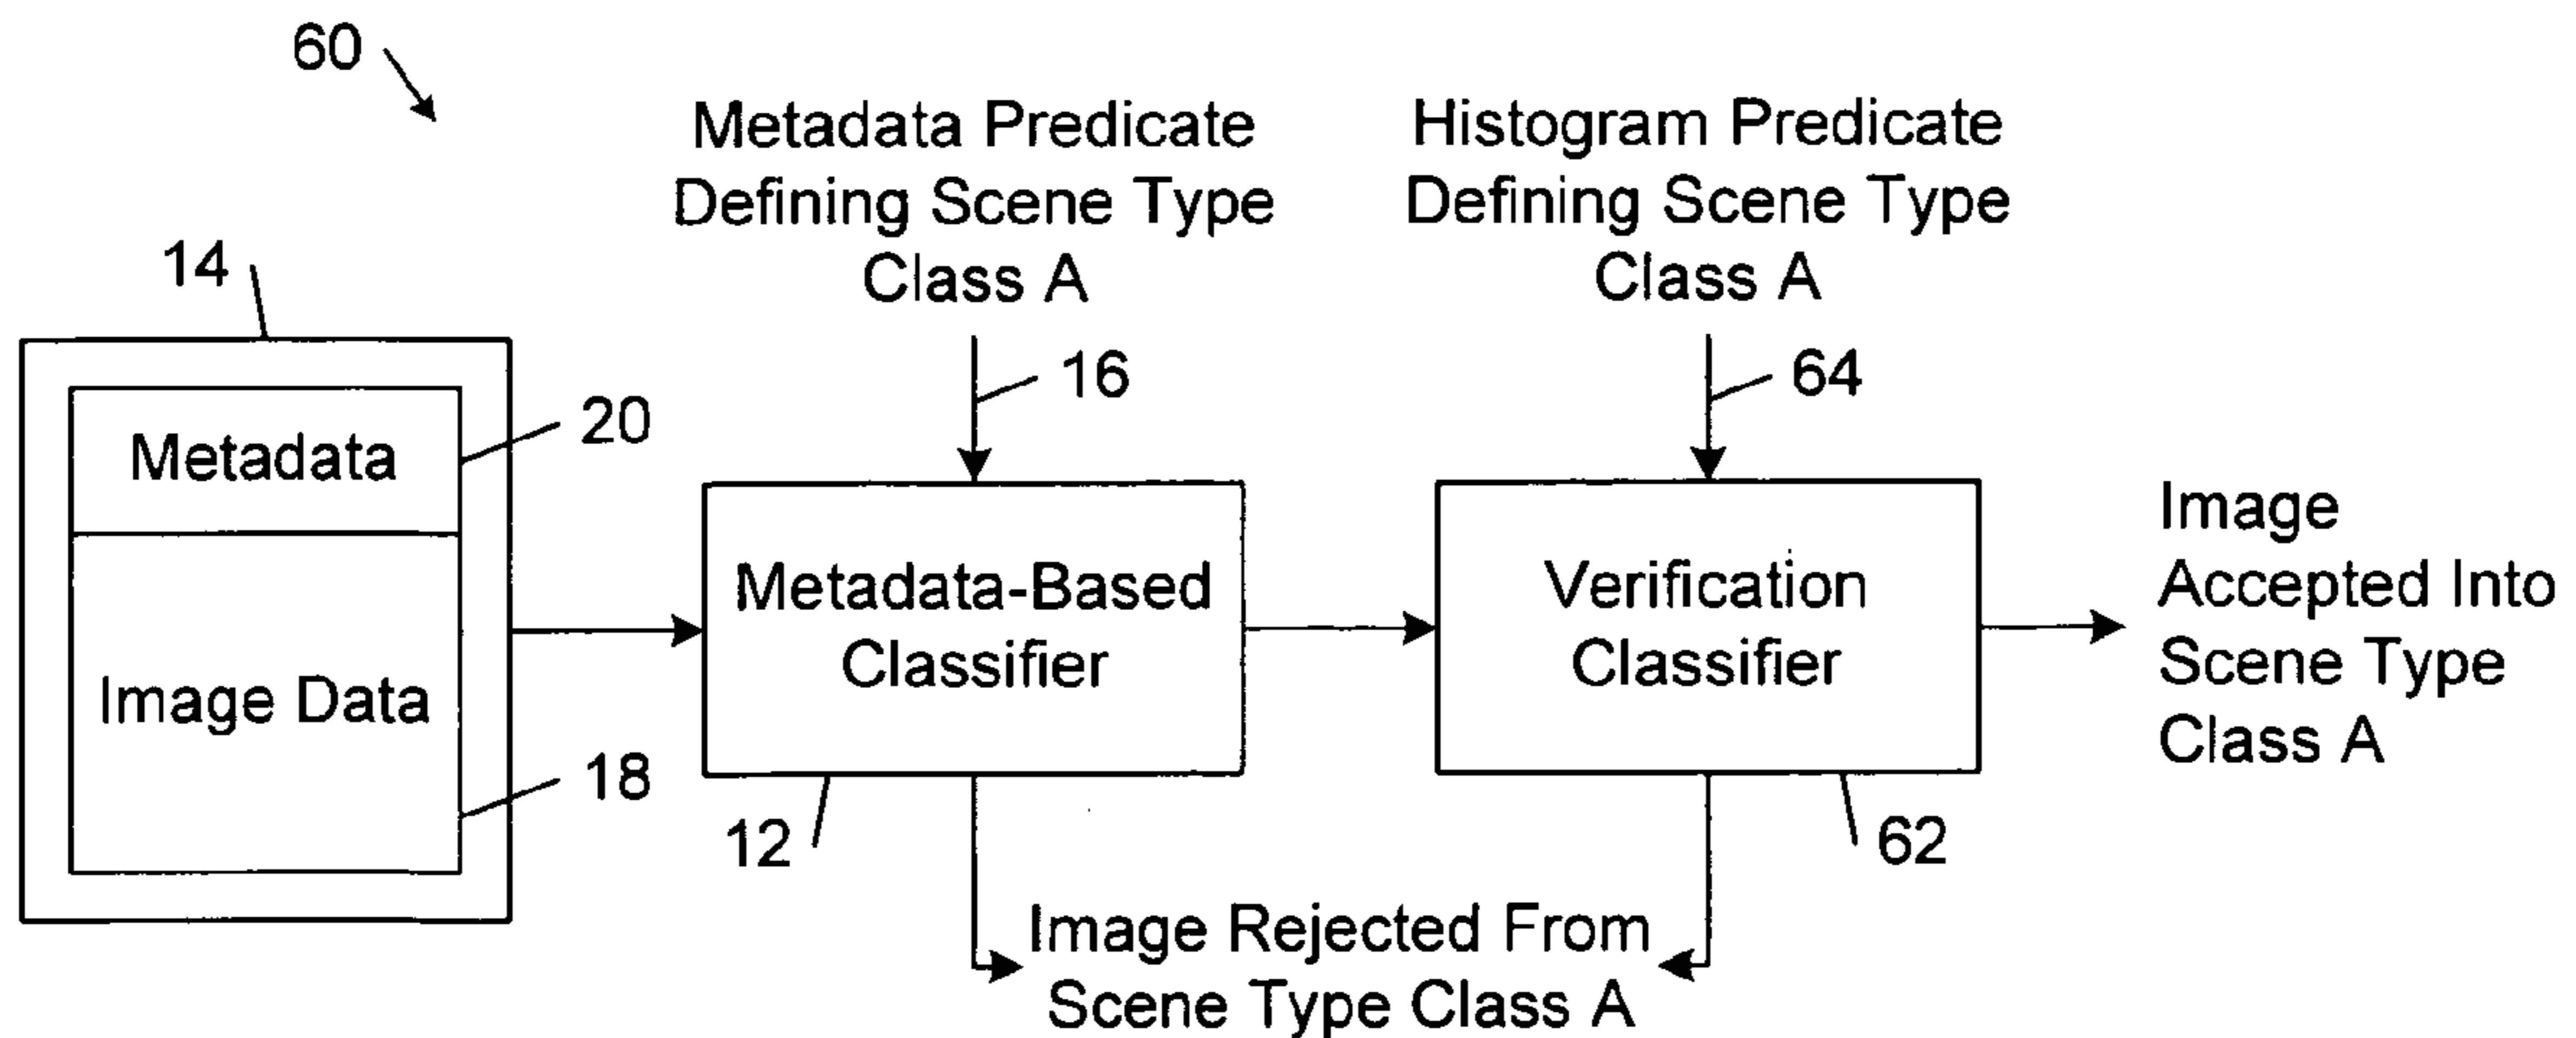 60
Metadata Predicate
Defining Scene Type
Class A
Histogram Predicate
Defining Scene Type
Class A
14
16
64
20
Metadata
Image Data
18
Metadata-Based
Classifier
12
Verification
Classifier
62
Image
Accepted Into
Scene Type
Class A
Image Rejected From
Scene Type Class A